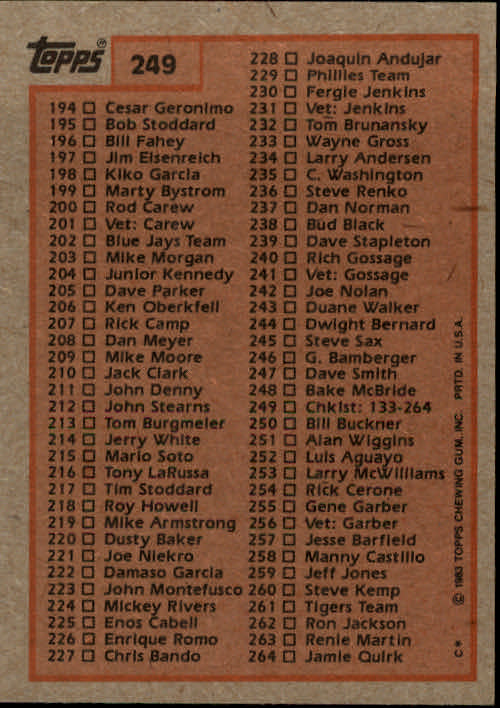 Topps® 249
194 □ Cesar Geronimo
195 □ Bob Stoddard
196 □ Bill Fahey
197 □ Jim Eisenreich
198 □ Kiko Garcia
199 □ Marty Bystrom
200 □ Rod Carew
201 □ Vet: Carew
202 □ Blue Jays Team
203 □ Mike Morgan
204 □ Junior Kennedy
205 □ Dave Parker
206 □ Ken Oberkfell
207 □ Rick Camp
208 □ Dan Meyer
209 □ Mike Moore
210 □ Jack Clark
211 □ John Denny
212 □ John Stearns
213 □ Tom Burgmeier
214 □ Jerry White
215 □ Mario Soto
216 □ Tony LaRussa
217 □ Tim Stoddard
218 □ Roy Howell
219 □ Mike Armstrong
220 □ Dusty Baker
221 □ Joe Niekro
222 □ Damaso Garcia
223 □ John Montefusco
224 □ Mickey Rivers
225 □ Enos Cabell
226 □ Enrique Romo
227 □ Chris Bando
228 □ Joaquin Andujar
229 □ Phillies Team
230 □ Fergie Jenkins
231 □ Vet: Jenkins
232 □ Tom Brunansky
233 □ Wayne Gross
234 □ Larry Andersen
235 □ C. Washington
236 □ Steve Renko
237 □ Dan Norman
238 □ Bud Black
239 □ Dave Stapleton
240 □ Rich Gossage
241 □ Vet: Gossage
242 □ Joe Nolan
243 □ Duane Walker
244 □ Dwight Bernard
245 □ Steve Sax
246 □ G. Bamberger
247 □ Dave Smith
248 □ Bake McBride
249 □ Chklst: 133-264
250 □ Bill Buckner
251 □ Alan Wiggins
252 □ Luis Aguayo
253 □ Larry McWilliams
254 □ Rick Cerone
255 □ Gene Garber
256 □ Vet: Garber
257 □ Jesse Barfield
258 □ Manny Castillo
259 □ Jeff Jones
260 □ Steve Kemp
261 □ Tigers Team
262 □ Ron Jackson
263 □ Renie Martin
264 □ Jamie Quirk
C* © 1983 TOPPS CHEWING GUM, INC. PRTD. IN U.S.A.